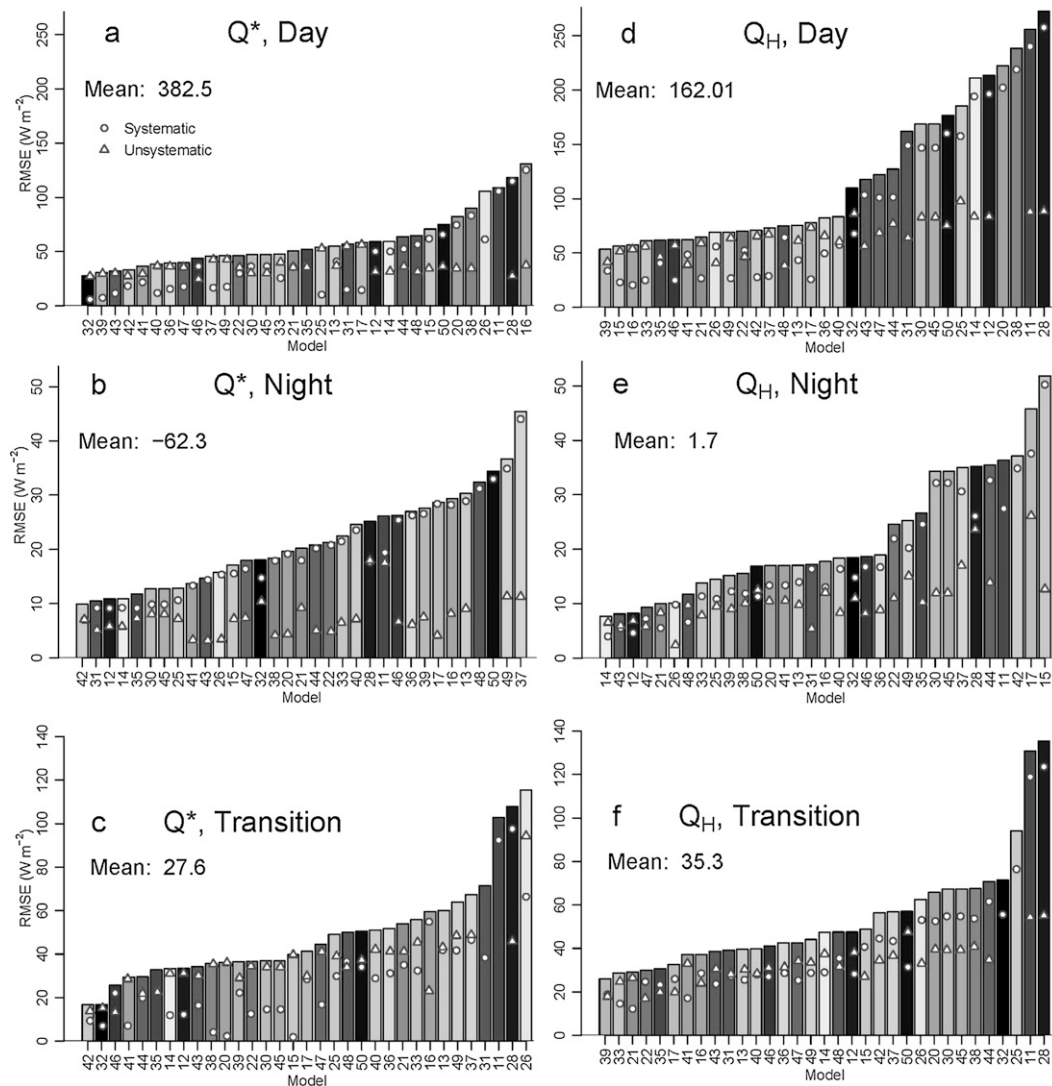 a Q*, Day
Mean: 382.5
Systematic
Unsystematic
RMSE (W m−2)
250
200
150
100
50
0
32 39 43 42 41 40 36 47 46 37 49 22 30 45 33 21 35 25 13 31 17 12 14 44 48 15 50 20 38 26 11 28 16
Model
d QH, Day
Mean: 162.01
250
200
150
100
50
0
39 15 16 33 35 46 41 21 26 49 22 42 37 48 13 17 36 40 32 43 47 44 31 30 45 50 25 14 12 20 38 11 28
Model
b Q*, Night
Mean: −62.3
RMSE (W m−2)
50
40
30
20
10
0
42 31 12 14 35 30 45 25 41 43 26 15 47 32 38 20 21 44 22 33 40 28 11 46 36 39 17 16 13 48 50 49 37
Model
e QH, Night
Mean: 1.7
50
40
30
20
10
0
14 43 12 47 21 26 48 33 25 39 38 50 20 41 13 31 16 40 32 46 36 22 49 30 45 35 37 28 44 11 42 17 15
Model
c Q*, Transition
Mean: 27.6
RMSE (W m−2)
140
120
100
80
60
40
20
0
42 32 46 41 44 35 14 12 43 38 20 39 22 30 45 15 17 47 25 48 50 40 36 21 33 16 13 49 37 31 11 28 26
Model
f QH, Transition
Mean: 35.3
140
120
100
80
60
40
20
0
39 33 21 22 35 17 41 16 43 31 13 40 46 36 47 49 14 48 12 15 42 37 50 26 20 30 45 38 44 32 25 11 28
Model